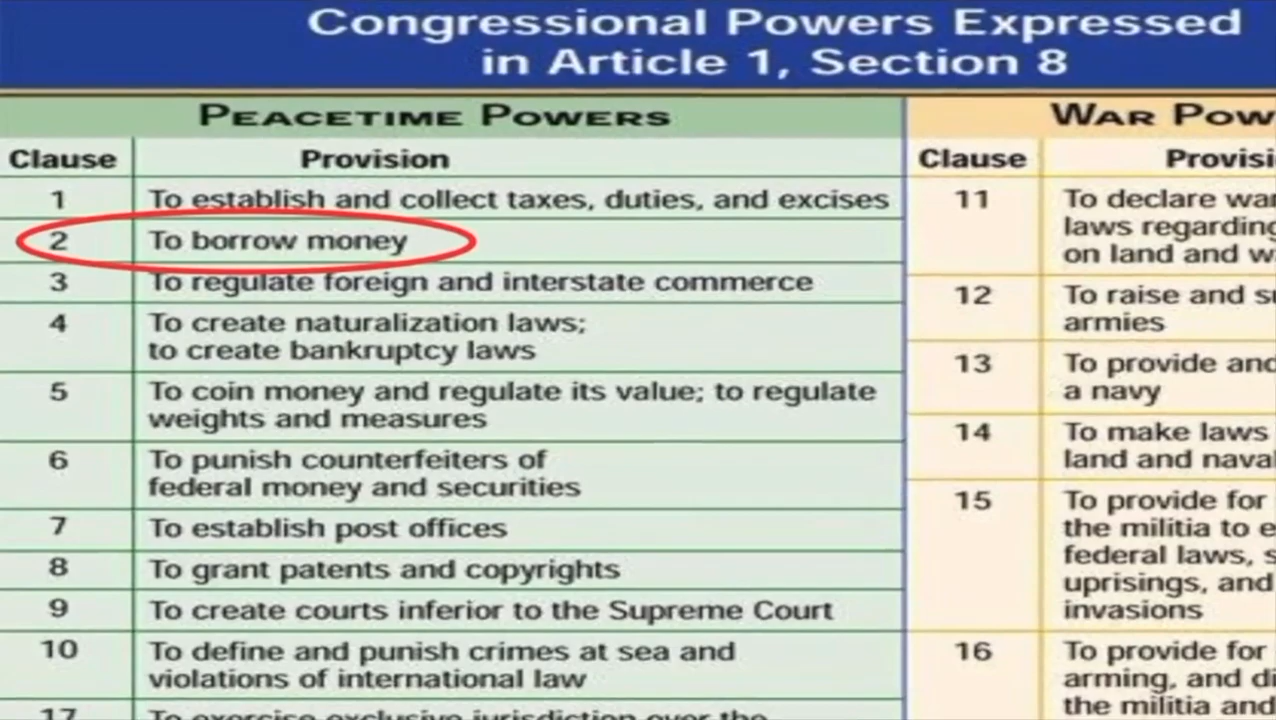 Congressional Powers Expressed
in Article 1, Section 8
PEACETIME POWERS
Clause Provision
1 To establish and collect taxes, duties, and excises
2 To borrow money
3 To regulate foreign and interstate commerce
4 To create naturalization laws;
to create bankruptcy laws
5 To coin money and regulate its value; to regulate
weights and measures
6 To punish counterfeiters of
federal money and securities
7 To establish post offices
8 To grant patents and copyrights
9 To create courts inferior to the Supreme Court
10 To define and punish crimes at sea and
violations of international law
17 To exercise exclusive jurisdiction over the
WAR
Clause
11 To declare
laws regarding
on land and
12 To raise and
armies
13 To provide
a navy
14 To make laws
land and
15 To provide for
the militia to
federal laws,
uprisings, and
invasions
16 To provide for
arming, and
the militia and